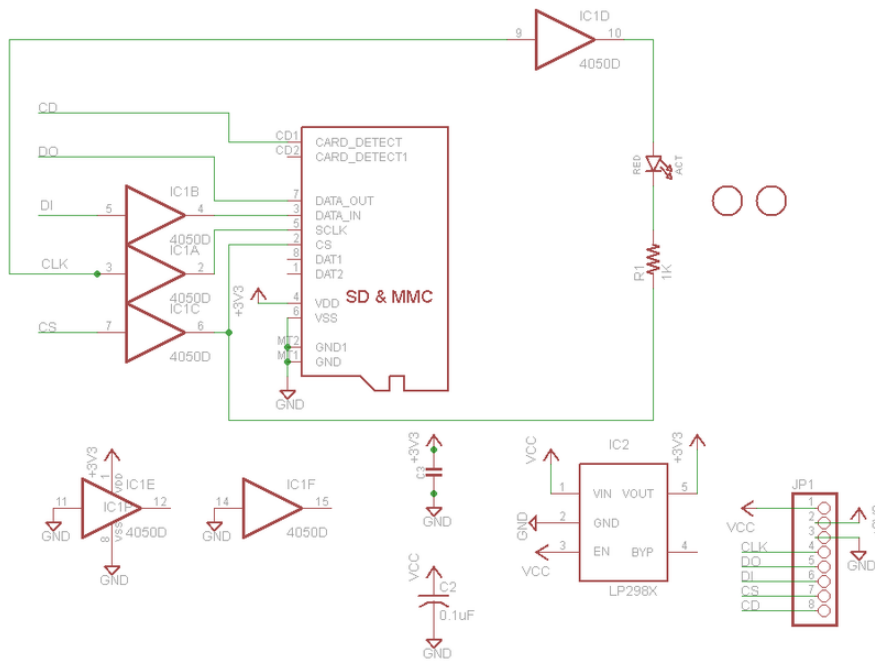 IC1D
9
10
4050D
CD
CD1
CARD_DETECT
CD2
CARD_DETECT1
DO
RED
ACT
IC1B
7
DATA_OUT
DI
5
4
3
DATA_IN
4050D
5
SCLK
IC1A
2
CS
CLK
3
2
8
DAT1
1
DAT2
R1
1K
4050D
+3V3
4
VDD
SD & MMC
IC1C
6
VSS
CS
7
6
MT2
GND1
4050D
MT1
GND
GND
+3V3
1
VDD
IC1E
11
12
IC1P
4050D
8
VSS
GND
GND
IC1F
14
15
4050D
GND
+3V3
C3
GND
VCC
C2
0.1uF
GND
IC2
VCC
+3V3
1
VIN
VOUT
5
GND
2
GND
VCC
3
EN
BYP
4
LP298X
JP1
1
VCC
2
3
GND
CLK
4
DO
5
DI
6
CS
7
CD
8